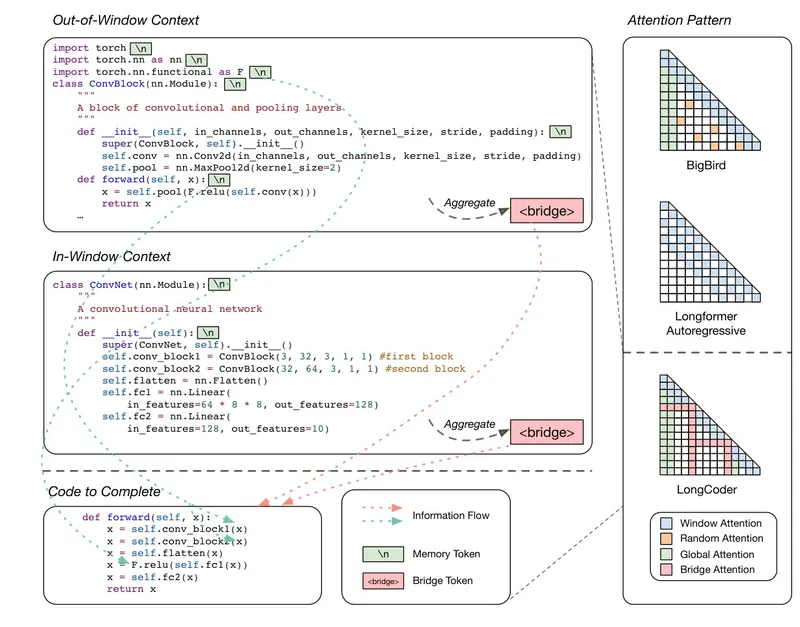 Out-of-Window Context
import torch \n
import torch.nn as nn \n
import torch.nn.functional as F \n
class ConvBlock(nn.Module): \n
"""
A block of convolutional and pooling layers
"""
def __init__(self, in_channels, out_channels, kernel_size, stride, padding): \n
super(ConvBlock, self).__init__()
self.conv = nn.Conv2d(in_channels, out_channels, kernel_size, stride, padding)
self.pool = nn.MaxPool2d(kernel_size=2)
def forward(self, x): \n
x = self.pool(F.relu(self.conv(x)))
return x
…
Aggregate
<bridge>
In-Window Context
class ConvNet(nn.Module): \n
"""
A convolutional neural network
"""
def __init__(self): \n
super(ConvNet, self).__init__()
self.conv_block1 = ConvBlock(3, 32, 3, 1, 1) #first block
self.conv_block2 = ConvBlock(32, 64, 3, 1, 1) #second block
self.flatten = nn.Flatten()
self.fc1 = nn.Linear(
in_features=64 * 8 * 8, out_features=128)
self.fc2 = nn.Linear(
in_features=128, out_features=10)
Aggregate
<bridge>
Code to Complete
def forward(self, x):
x = self.conv_block1(x)
x = self.conv_block2(x)
x = self.flatten(x)
x = F.relu(self.fc1(x))
x = self.fc2(x)
return x
Information Flow
\n Memory Token
<bridge> Bridge Token
Attention Pattern
BigBird
Longformer
Autoregressive
LongCoder
Window Attention
Random Attention
Global Attention
Bridge Attention